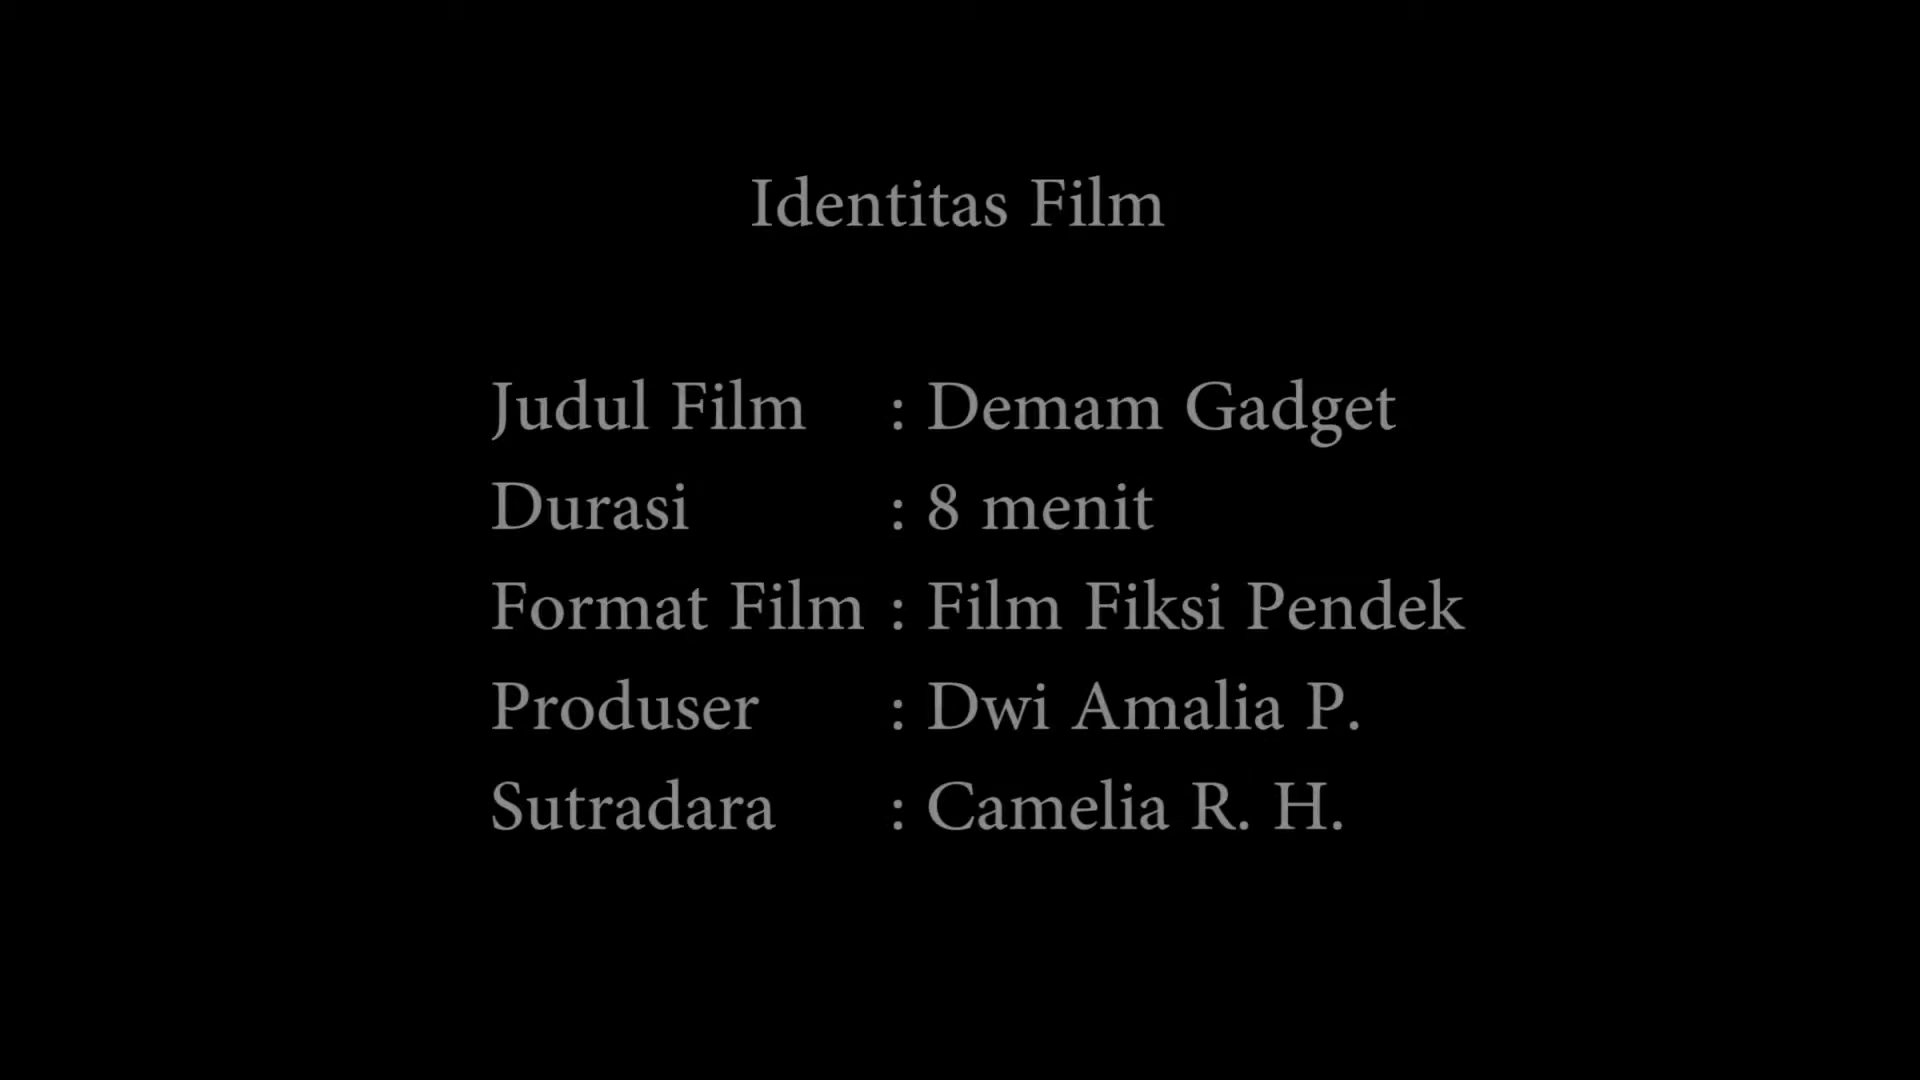 Identitas Film
Judul Film : Demam Gadget
Durasi : 8 menit
Format Film : Film Fiksi Pendek
Produser : Dwi Amalia P.
Sutradara : Camelia R. H.